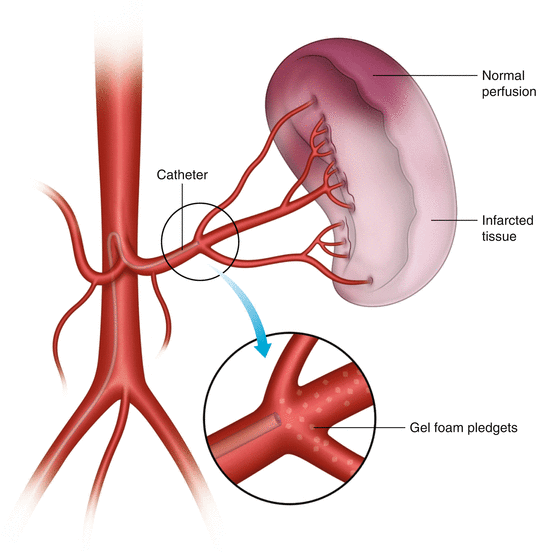 Normal
perfusion
Catheter
Infarcted
tissue
Gel foam pledgets